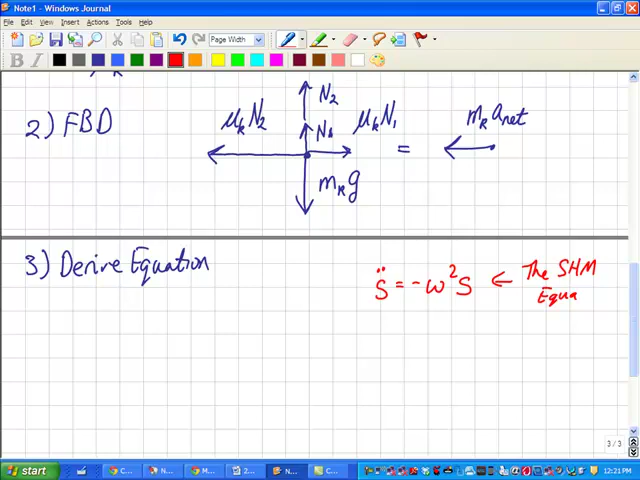 Note1 - Windows Journal
File Edit View Insert Actions Tools Help
Page Width
B I
2) FBD
N₂
μₖN₂
μₖN₁
mᵣaₙₑₜ
=
mᵣg
3) Derive Equation
s̈ = -ω²s ← The SHM
Equa
3 / 3
start
12:21 PM